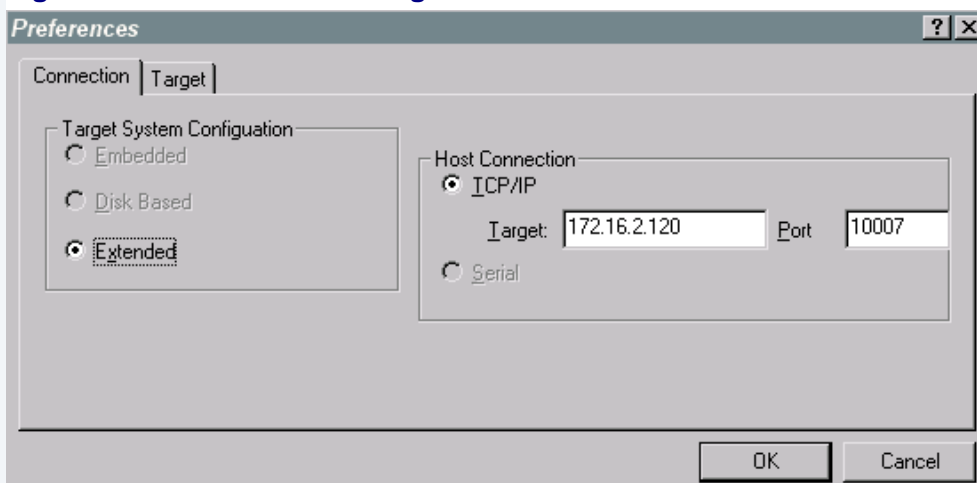 Preferences
Connection
Target
Target System Configuation
Embedded
Disk Based
Extended
Host Connection
TCP/IP
Target: 172.16.2.120 Port 10007
Serial
OK Cancel